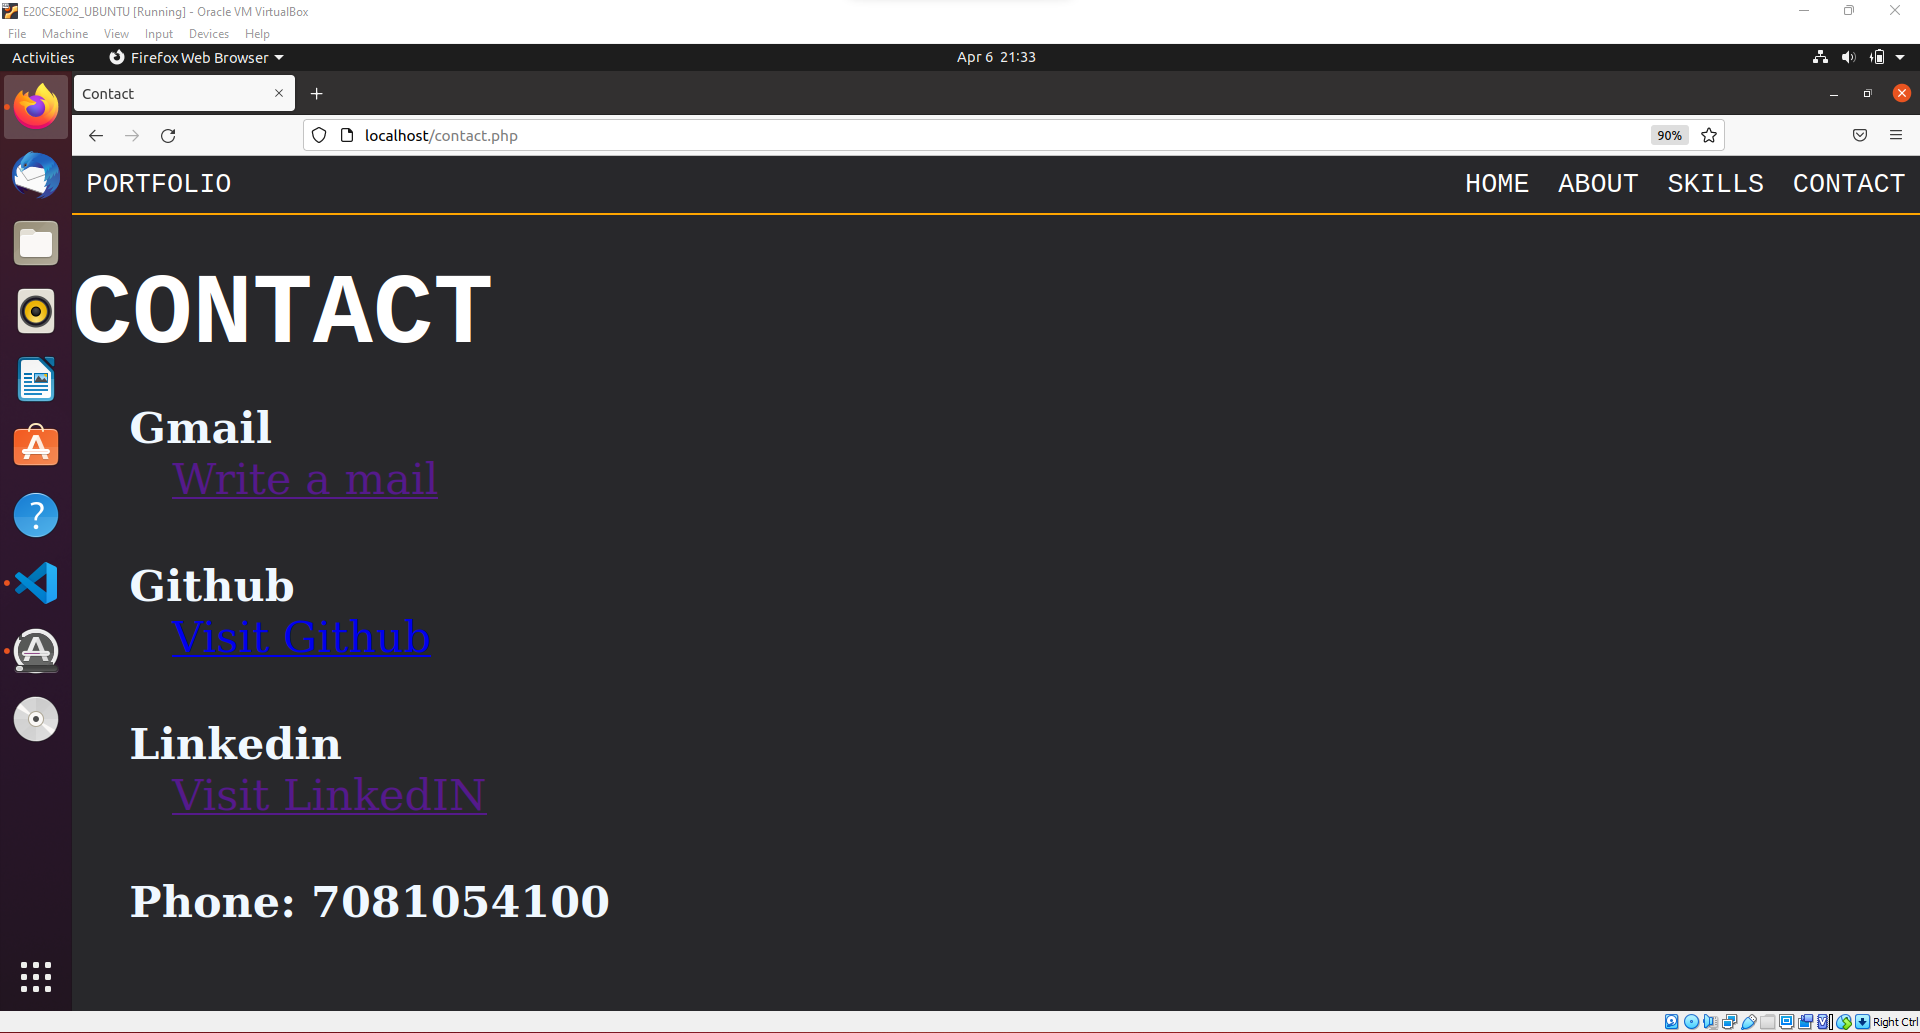 E20CSE002_UBUNTU [Running] - Oracle VM VirtualBox
File Machine View Input Devices Help
Activities Firefox Web Browser Apr 6 21:33
Contact
localhost/contact.php 90%
PORTFOLIO HOME ABOUT SKILLS CONTACT
CONTACT
Gmail
Write a mail
Github
Visit Github
Linkedin
Visit LinkedIN
Phone: 7081054100
Right Ctrl